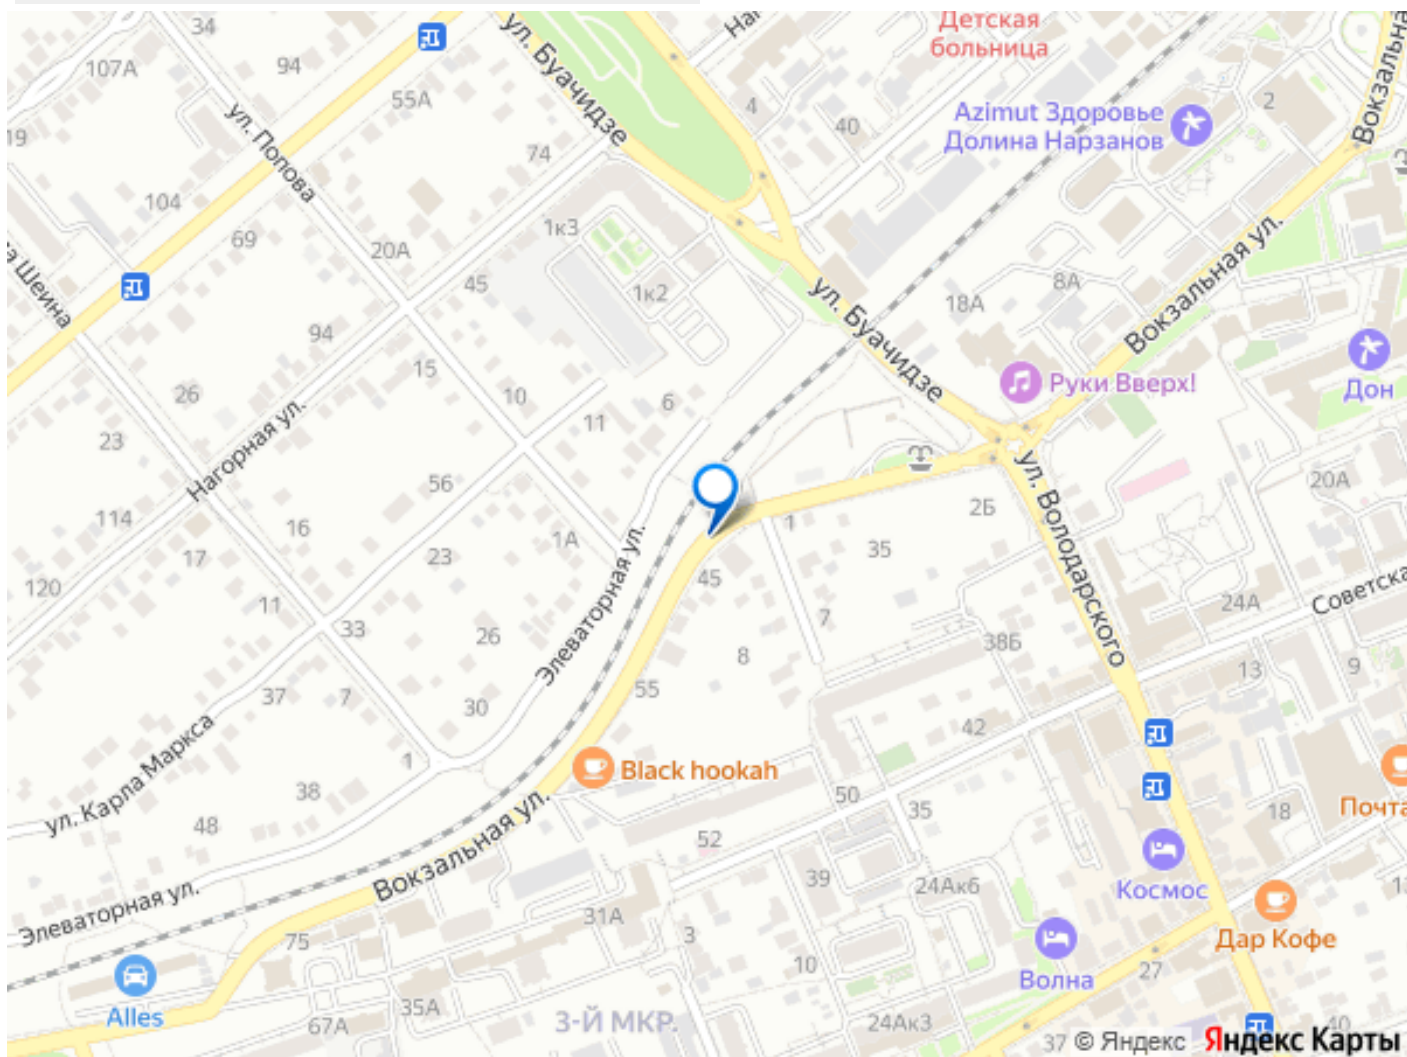 34
ул. Буачидзе
Детская
больница
Вокзальна
107А
94
55А
ул. Попова
19
4
40
2
Azimut Здоровье
Долина Нарзанов
74
104
1к3
69
20А
45
1к2
а Шеина
18А
8А
Вокзальная ул.
ул. Буачидзе
94
15
26
10
6
11
Руки Вверх!
Дон
23
Нагорная ул.
56
114
16
17
23
1А
Элеваторная ул.
1
2Б
35
45
ул. Володарского
20А
120
11
33
26
7
8
38Б
24А
Советска
13
9
37
7
30
55
42
ул. Карла Маркса
1
38
48
Black hookah
Вокзальная ул.
50
35
52
18
Почта
39
24Ак6
Космос
13
Элеваторная ул.
31А
75
3
10
Волна
27
Дар Кофе
Alles
35А
67А
3-Й МКР.
24Ак3
37
40
© Яндекс Яндекс Карты